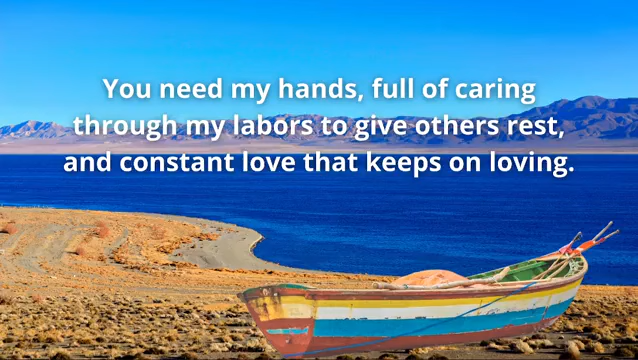 You need my hands, full of caring
through my labors to give others rest,
and constant love that keeps on loving.